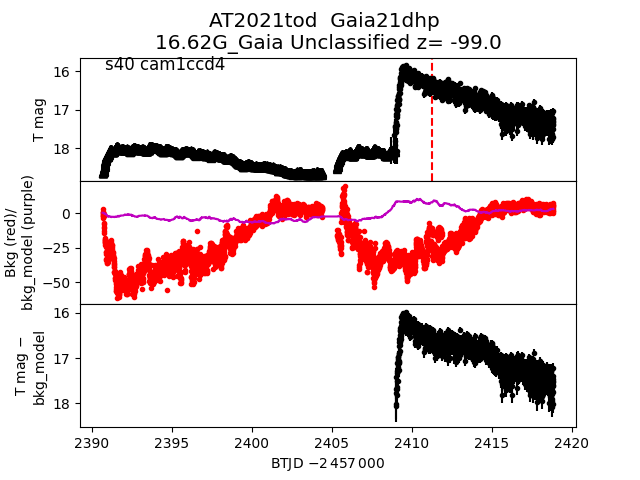 AT2021tod  Gaia21dhp
16.62G_Gaia Unclassified z= -99.0
s40 cam1ccd4
T mag
16
17
18
Bkg (red)/
bkg_model (purple)
0
−25
−50
T mag −
bkg_model
16
17
18
2390
2395
2400
2405
2410
2415
2420
BTJD −2 457 000